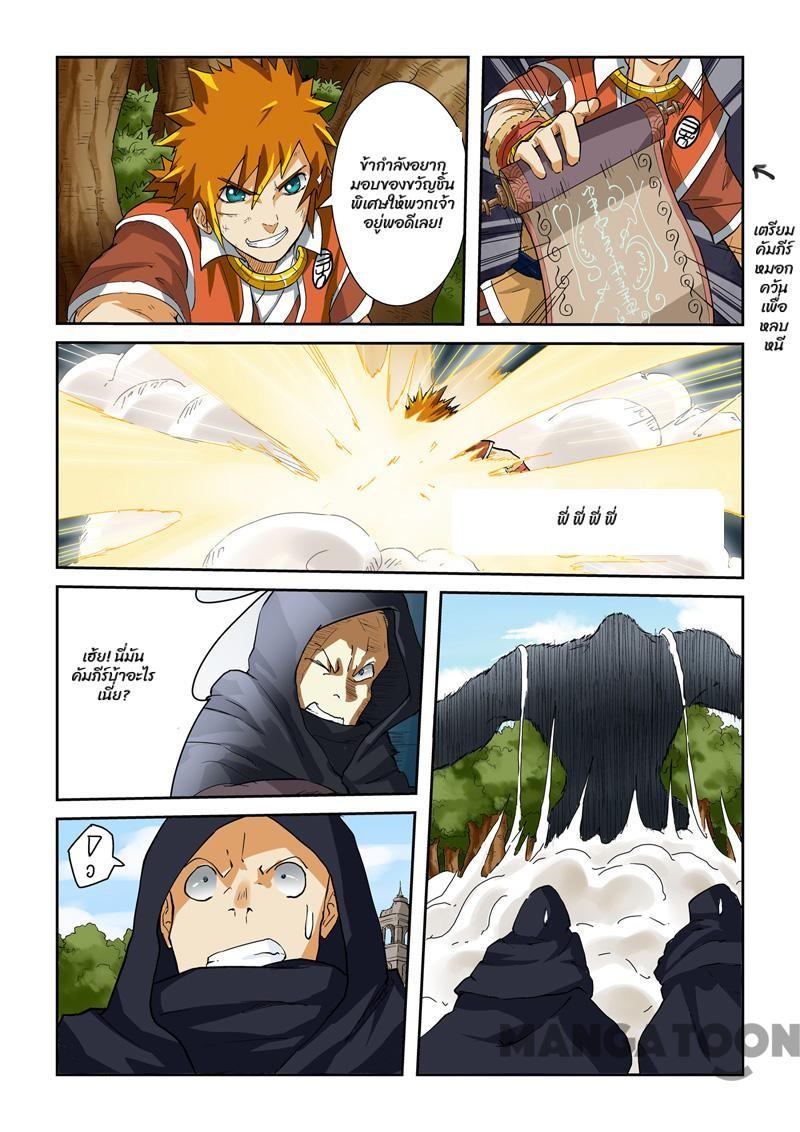 ข้ากำลังอยาก
มอบของขวัญชิ้น
พิเศษให้พวกเจ้า
อยู่พอดีเลย!
เตรียม
คัมภีร์
หมอก
ควัน
เพื่อ
หลบ
หนี
ฟี่ ฟี่ ฟี่ ฟี่
เฮ้ย! นี่มัน
คัมภีร์บ้าอะไร
เนี่ย?
!
MANGATOON